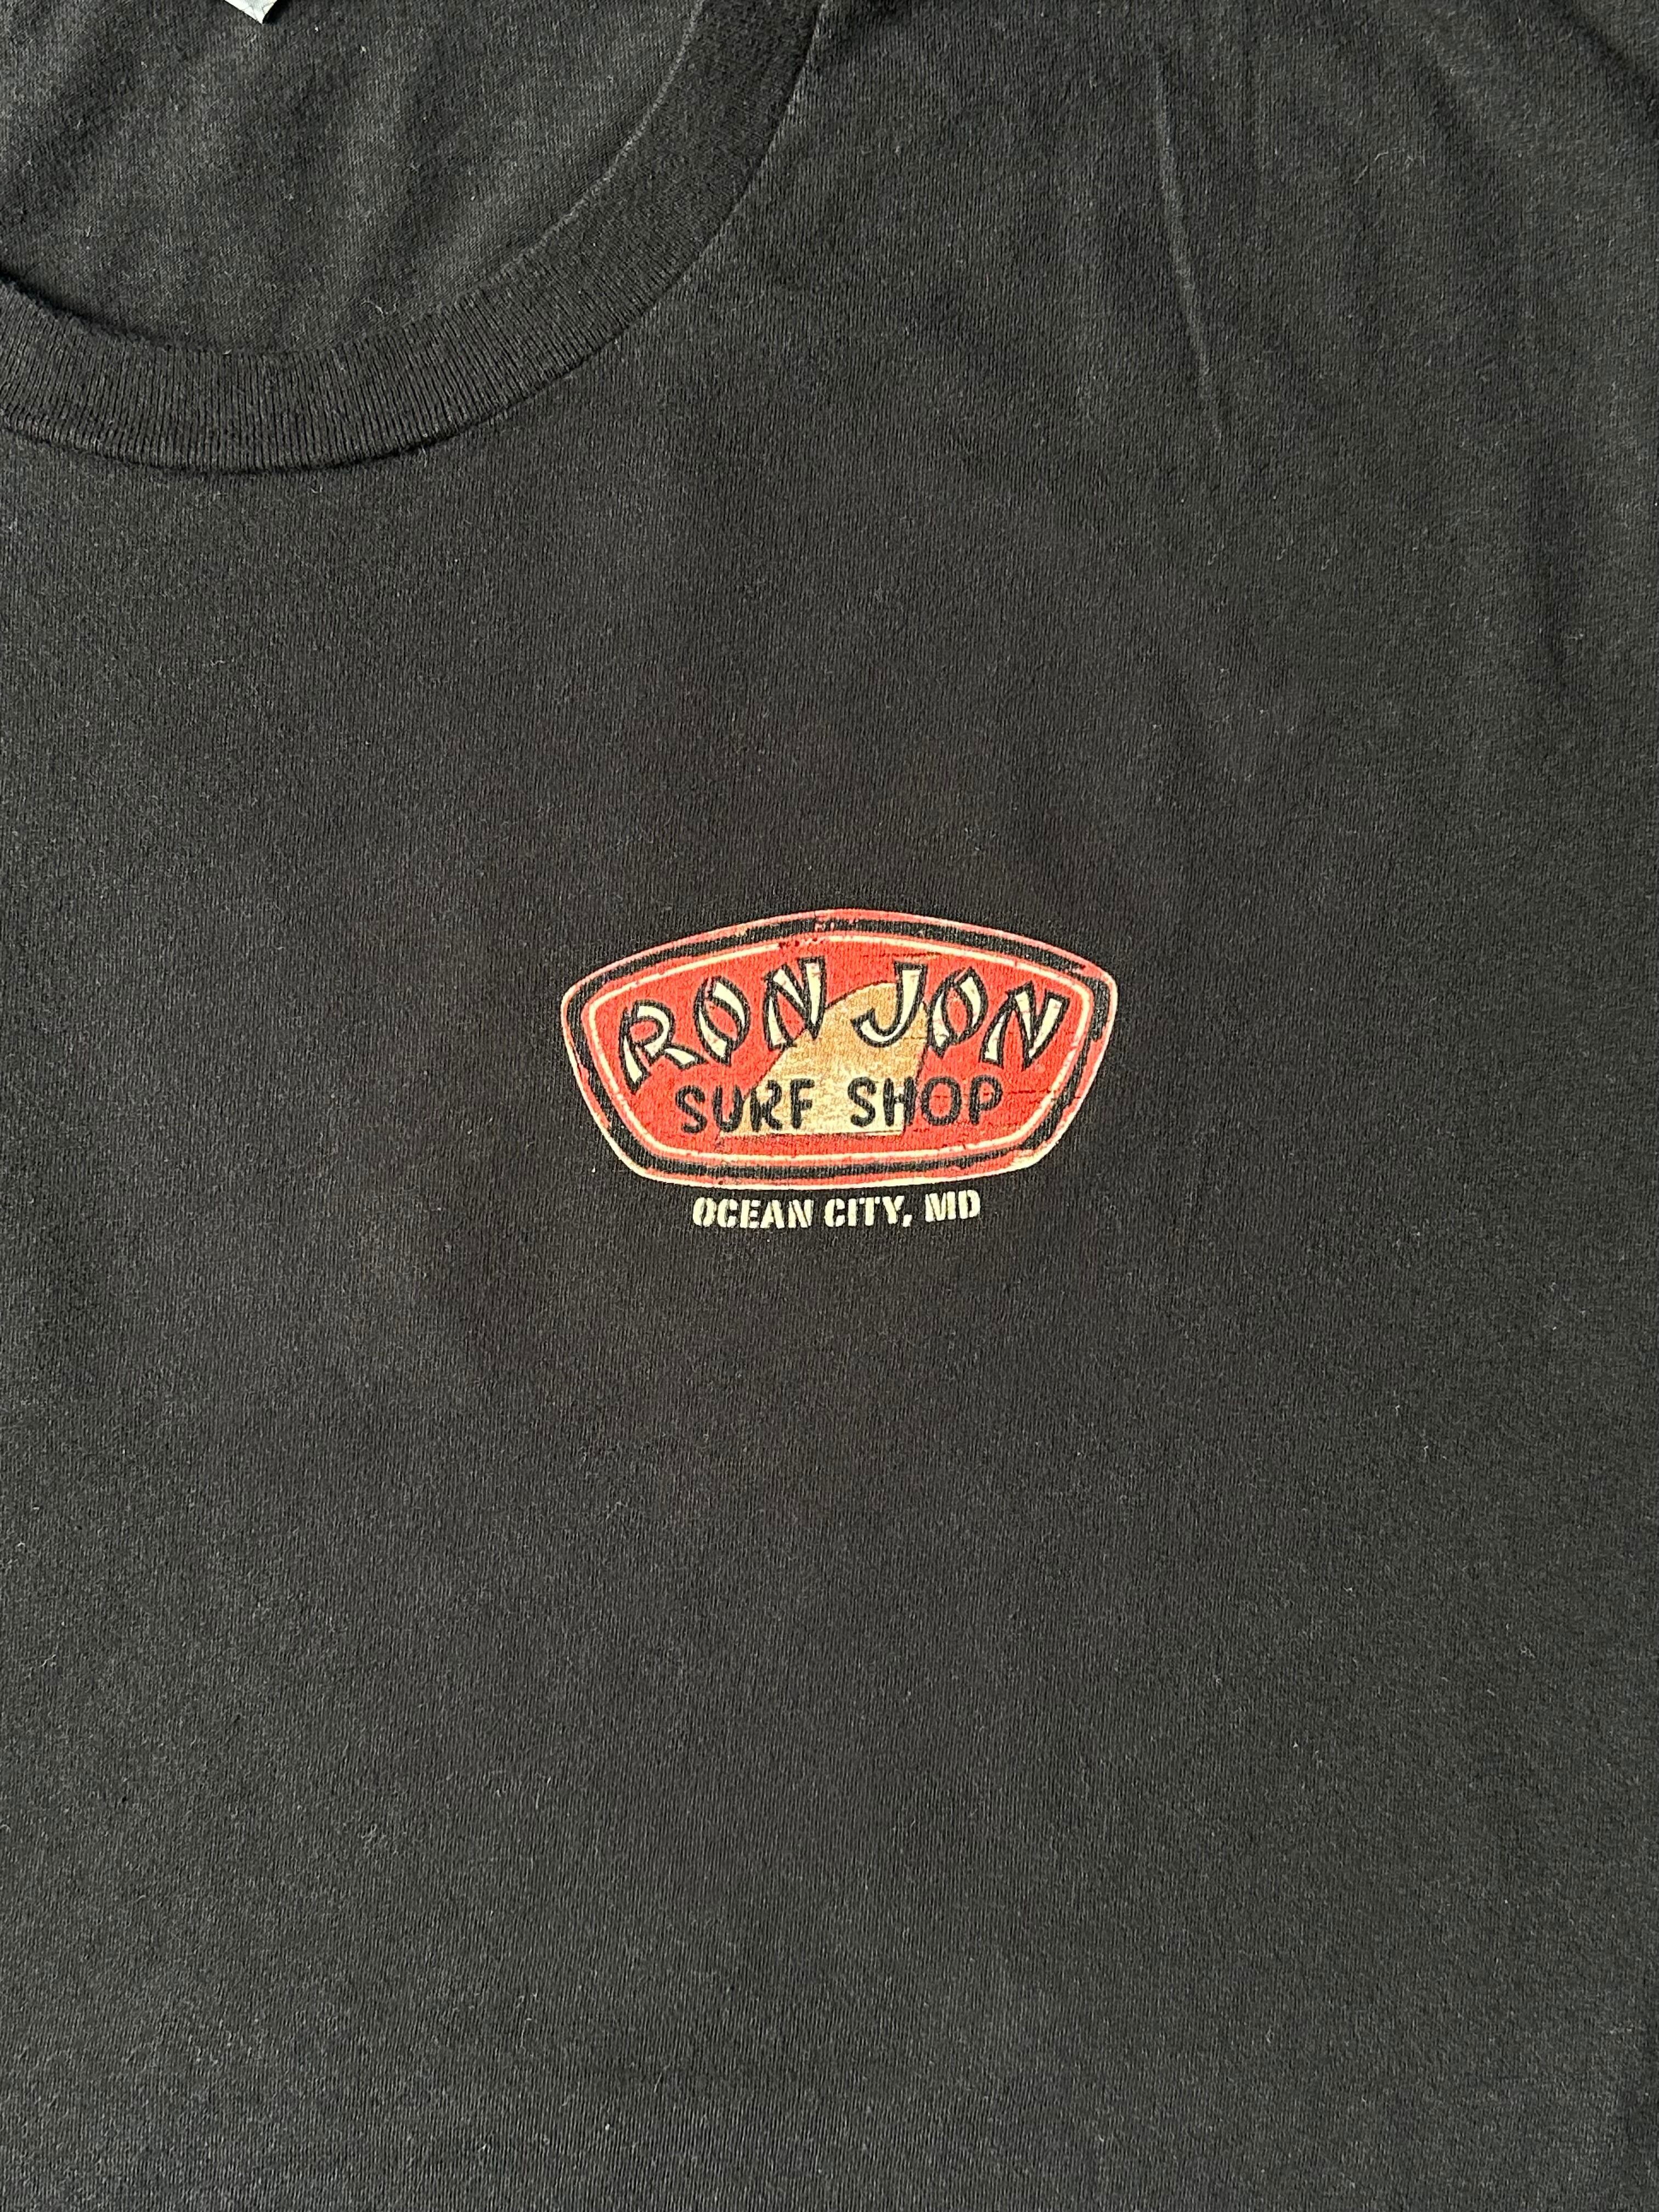 RON JON
SURF SHOP
OCEAN CITY, MD